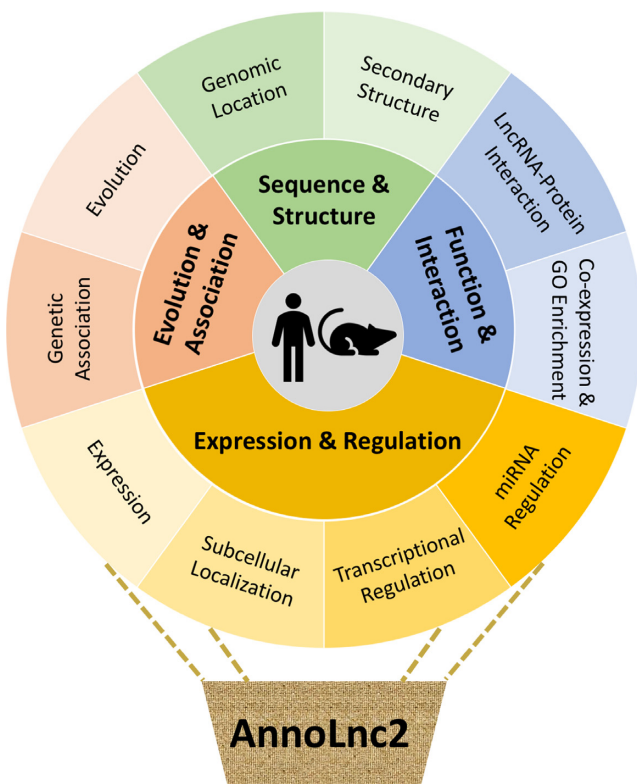 Genomic
Location
Secondary
Structure
LncRNA-Protein
Interaction
Co-expression &
GO Enrichment
miRNA
Regulation
Transcriptional
Regulation
Subcellular
Localization
Expression
Genetic
Association
Evolution
Sequence &
Structure
Function &
Interaction
Expression & Regulation
Evolution &
Association
AnnoLnc2